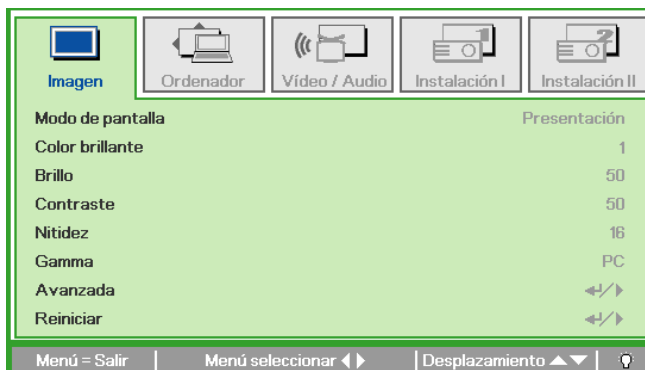 Imagen
Ordenador
Vídeo / Audio
Instalación I
Instalación II
Modo de pantalla Presentación
Color brillante 1
Brillo 50
Contraste 50
Nitidez 16
Gamma PC
Avanzada
Reiniciar
Menú = Salir Menú seleccionar Desplazamiento